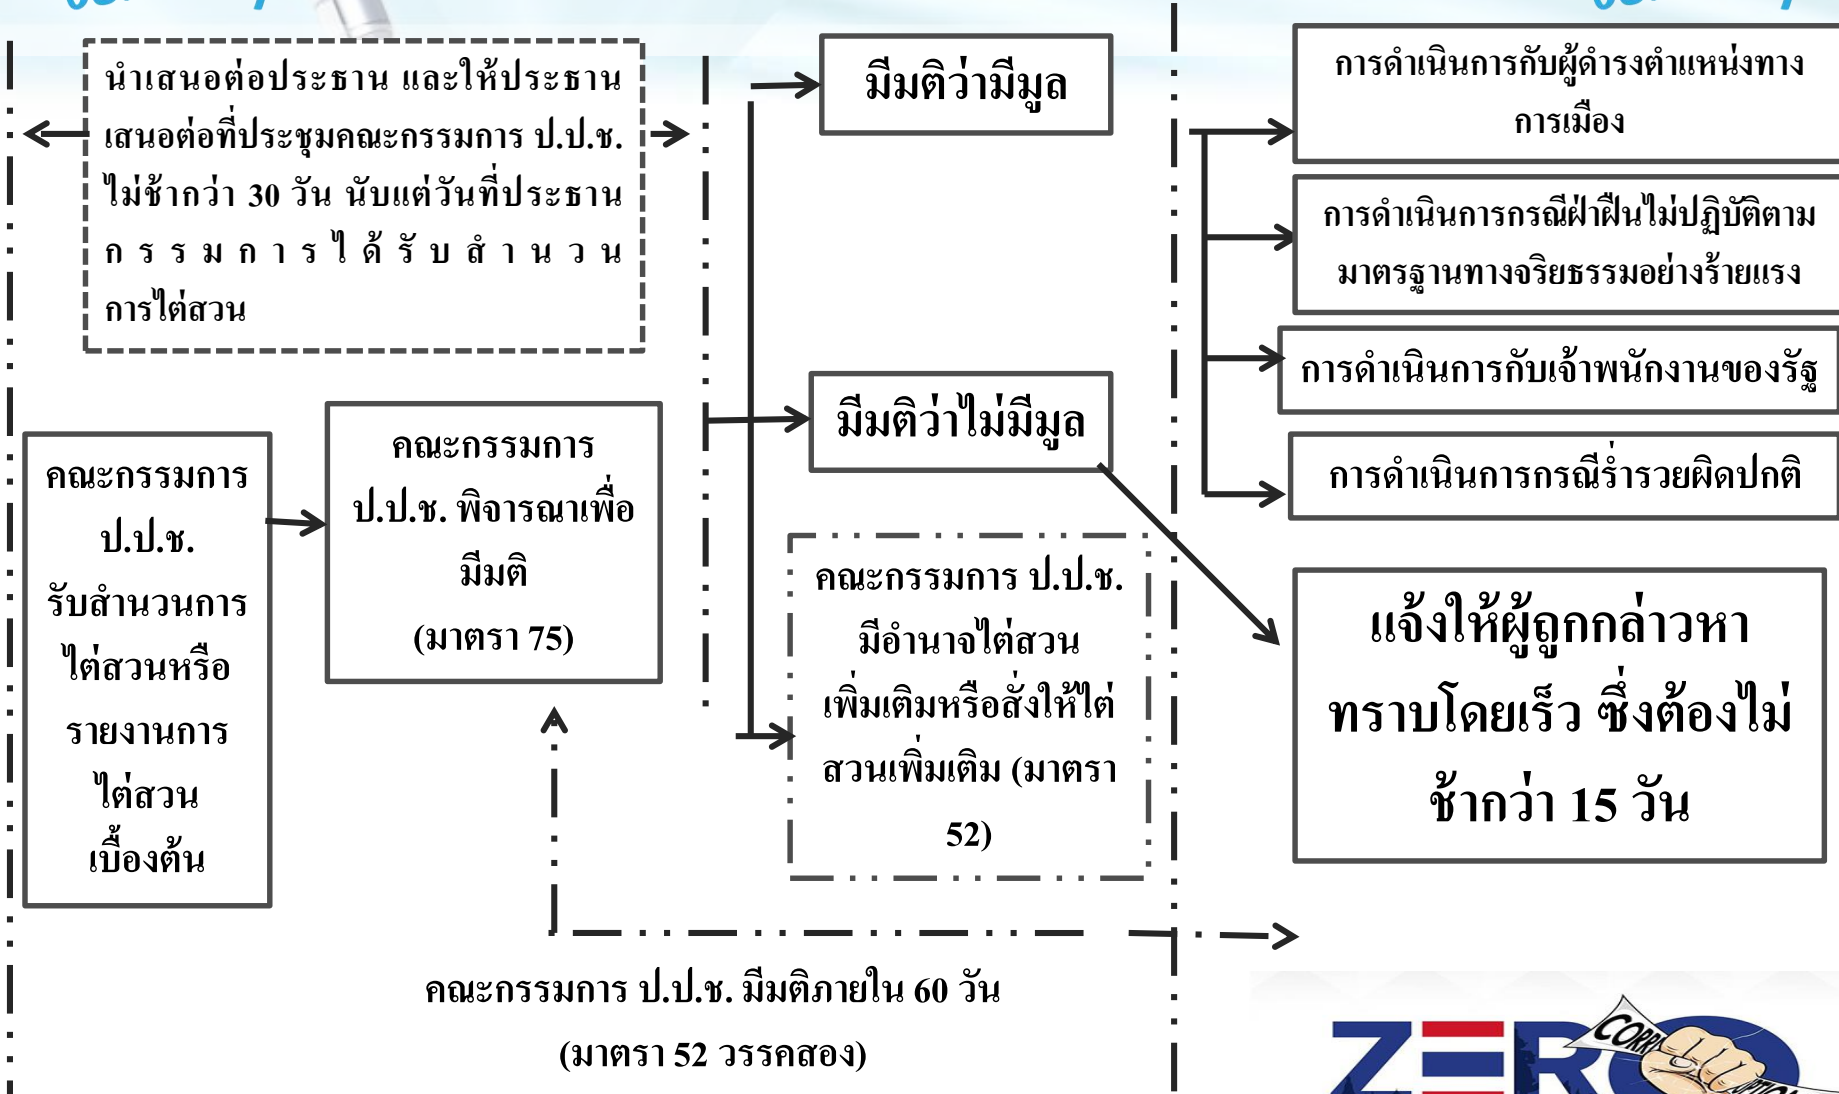 นำเสนอต่อประธาน และให้ประธาน
เสนอต่อที่ประชุมคณะกรรมการ ป.ป.ช.
ไม่ช้ากว่า 30 วัน นับแต่วันที่ประธาน
กรรมการได้รับสำนวน
การไต่สวน
คณะกรรมการ
ป.ป.ช.
รับสำนวนการ
ไต่สวนหรือ
รายงานการ
ไต่สวน
เบื้องต้น
คณะกรรมการ
ป.ป.ช. พิจารณาเพื่อ
มีมติ
(มาตรา 75)
มีมติว่ามีมูล
มีมติว่าไม่มีมูล
คณะกรรมการ ป.ป.ช.
มีอำนาจไต่สวน
เพิ่มเติมหรือสั่งให้ไต่
สวนเพิ่มเติม (มาตรา
52)
คณะกรรมการ ป.ป.ช. มีมติภายใน 60 วัน
(มาตรา 52 วรรคสอง)
การดำเนินการกับผู้ดำรงตำแหน่งทาง
การเมือง
การดำเนินการกรณีฝ่าฝืนไม่ปฏิบัติตาม
มาตรฐานทางจริยธรรมอย่างร้ายแรง
การดำเนินการกับเจ้าพนักงานของรัฐ
การดำเนินการกรณีร่ำรวยผิดปกติ
แจ้งให้ผู้ถูกกล่าวหา
ทราบโดยเร็ว ซึ่งต้องไม่
ช้ากว่า 15 วัน
ZERO